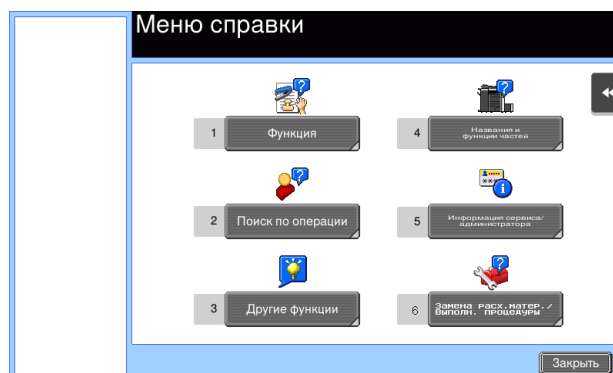 Меню справки
1 Функция
4 Названия и
функции частей
2 Поиск по операции
5 Информация сервиса/
администратора
3 Другие функции
6 Замена расх.матер./
Выполн. процедуры
Закрыть